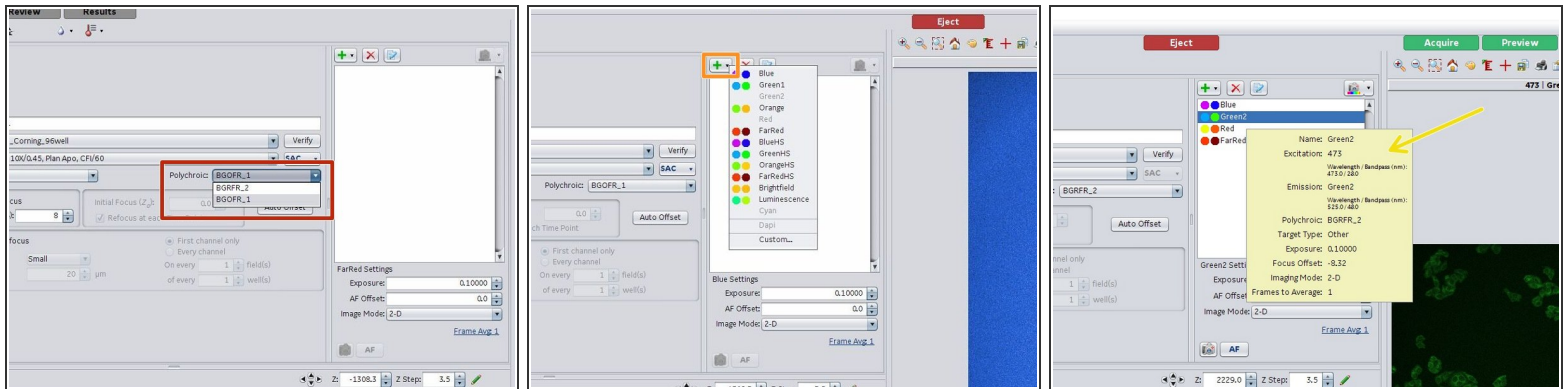 Review
Results
_Corning_96well
Verify
10X/0.45, Plan Apo, CFI/60
SAC
Polychroic: BGOFR_1
BGRFR_2
BGOFR_1
cus
Initial Focus (Z
0.0
8
Refocus at
Auto Offset
focus
First channel only
Every channel
Small
On every 1 field(s)
20 µm
of every 1 well(s)
FarRed Settings
Exposure: 0.10000
AF Offset: 0.0
Image Mode: 2-D
Frame Avg: 1
AF
Z: -1308.3 Z Step: 3.5
Eject
Blue
Green1
Green2
Orange
Red
FarRed
BlueHS
GreenHS
OrangeHS
FarRedHS
Brightfield
Luminescence
Cyan
Dapi
Custom...
Verify
SAC
Polychroic: BGOFR_1
0.0
Auto Offset
ch Time Point
First channel only
Every channel
On every 1 field(s)
of every 1 well(s)
Blue Settings
Exposure: 0.10000
AF Offset: 0.0
Image Mode: 2-D
Frame Avg: 1
AF
Eject
Acquire
Preview
473 | Gre
Blue
Green2
Red
FarRed
Name: Green2
Excitation: 473
Wavelength / Bandpass (nm):
473.0 / 28.0
Emission: Green2
Wavelength / Bandpass (nm):
525.0 / 48.0
Polychroic: BGRFR_2
Target Type: Other
Exposure: 0.10000
Focus Offset: -8.32
Imaging Mode: 2-D
Frames to Average: 1
Verify
SAC
: BGRFR_2
Auto Offset
nnel only
annel
1 field(s)
1 well(s)
Green2 Setti
Exposure
AF Offset
Image Mode: 2-D
Frame Avg: 1
AF
Z: 2229.0 Z Step: 3.5